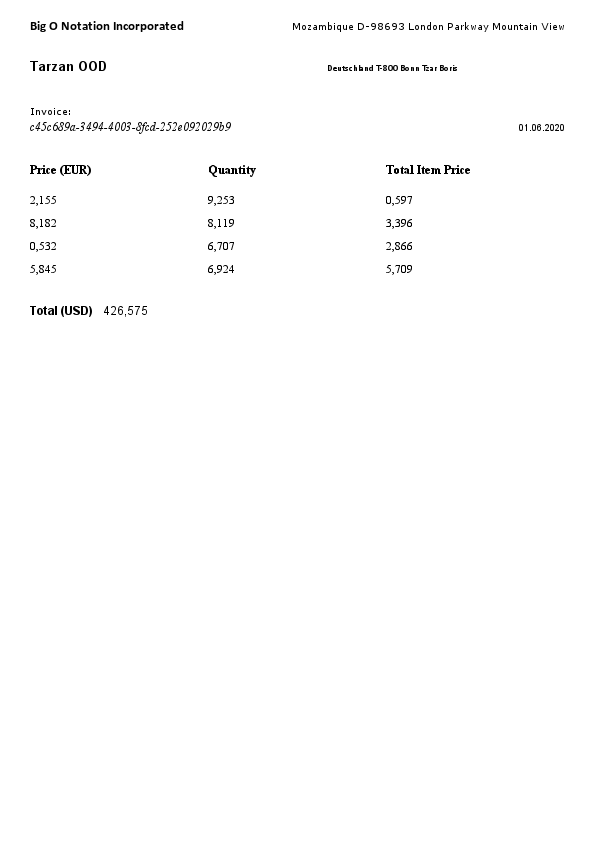 Big O Notation Incorporated Mozambique D-98693 London Parkway Mountain View
Tarzan OOD Deutschland T-800 Bonn Tzar Boris
Invoice:
c45c689a-3494-4003-8fcd-252e092029b9 01.06.2020
Price (EUR) Quantity Total Item Price
2,155 9,253 0,597
8,182 8,119 3,396
0,532 6,707 2,866
5,845 6,924 5,709
Total (USD) 426,575